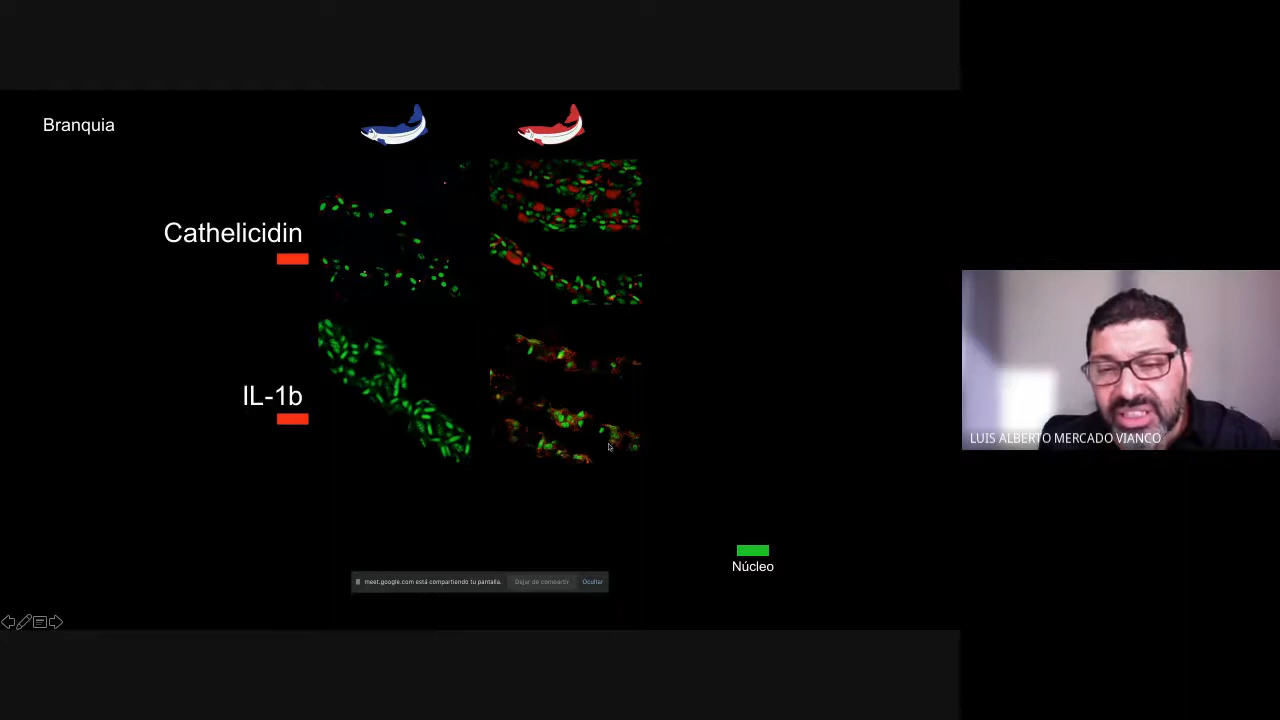 Branquia
Cathelicidin
IL-1b
LUIS ALBERTO MERCADO VIANCO
Núcleo
meet.google.com está compartiendo tu pantalla.
Dejar de compartir
Ocultar